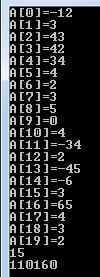 A[0]=-12
A[1]=3
A[2]=43
A[3]=42
A[4]=34
A[5]=4
A[6]=2
A[7]=3
A[8]=5
A[9]=0
A[10]=4
A[11]=-34
A[12]=2
A[13]=-45
A[14]=-6
A[15]=3
A[16]=65
A[17]=4
A[18]=3
A[19]=2
15
110160